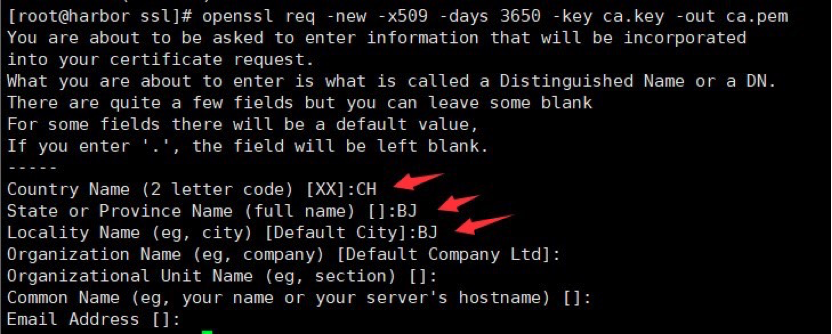 [root@harbor ssl]# openssl req -new -x509 -days 3650 -key ca.key -out ca.pem
You are about to be asked to enter information that will be incorporated
into your certificate request.
What you are about to enter is what is called a Distinguished Name or a DN.
There are quite a few fields but you can leave some blank
For some fields there will be a default value,
If you enter '.', the field will be left blank.
-----
Country Name (2 letter code) [XX]:CH
State or Province Name (full name) []:BJ
Locality Name (eg, city) [Default City]:BJ
Organization Name (eg, company) [Default Company Ltd]:
Organizational Unit Name (eg, section) []:
Common Name (eg, your name or your server's hostname) []:
Email Address []: